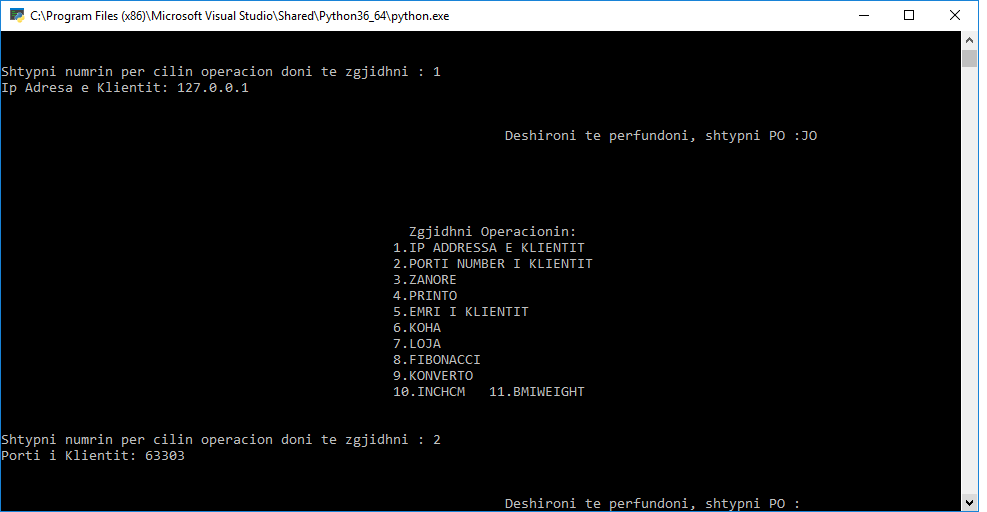 C:\Program Files (x86)\Microsoft Visual Studio\Shared\Python36_64\python.exe
Shtypni numrin per cilin operacion doni te zgjidhni : 1
Ip Adresa e Klientit: 127.0.0.1
Deshironi te perfundoni, shtypni PO :JO
Zgjidhni Operacionin:
1.IP ADDRESSA E KLIENTIT
2.PORTI NUMBER I KLIENTIT
3.ZANORE
4.PRINTO
5.EMRI I KLIENTIT
6.KOHA
7.LOJA
8.FIBONACCI
9.KONVERTO
10.INCHCM   11.BMIWEIGHT
Shtypni numrin per cilin operacion doni te zgjidhni : 2
Porti i Klientit: 63303
Deshironi te perfundoni, shtypni PO :